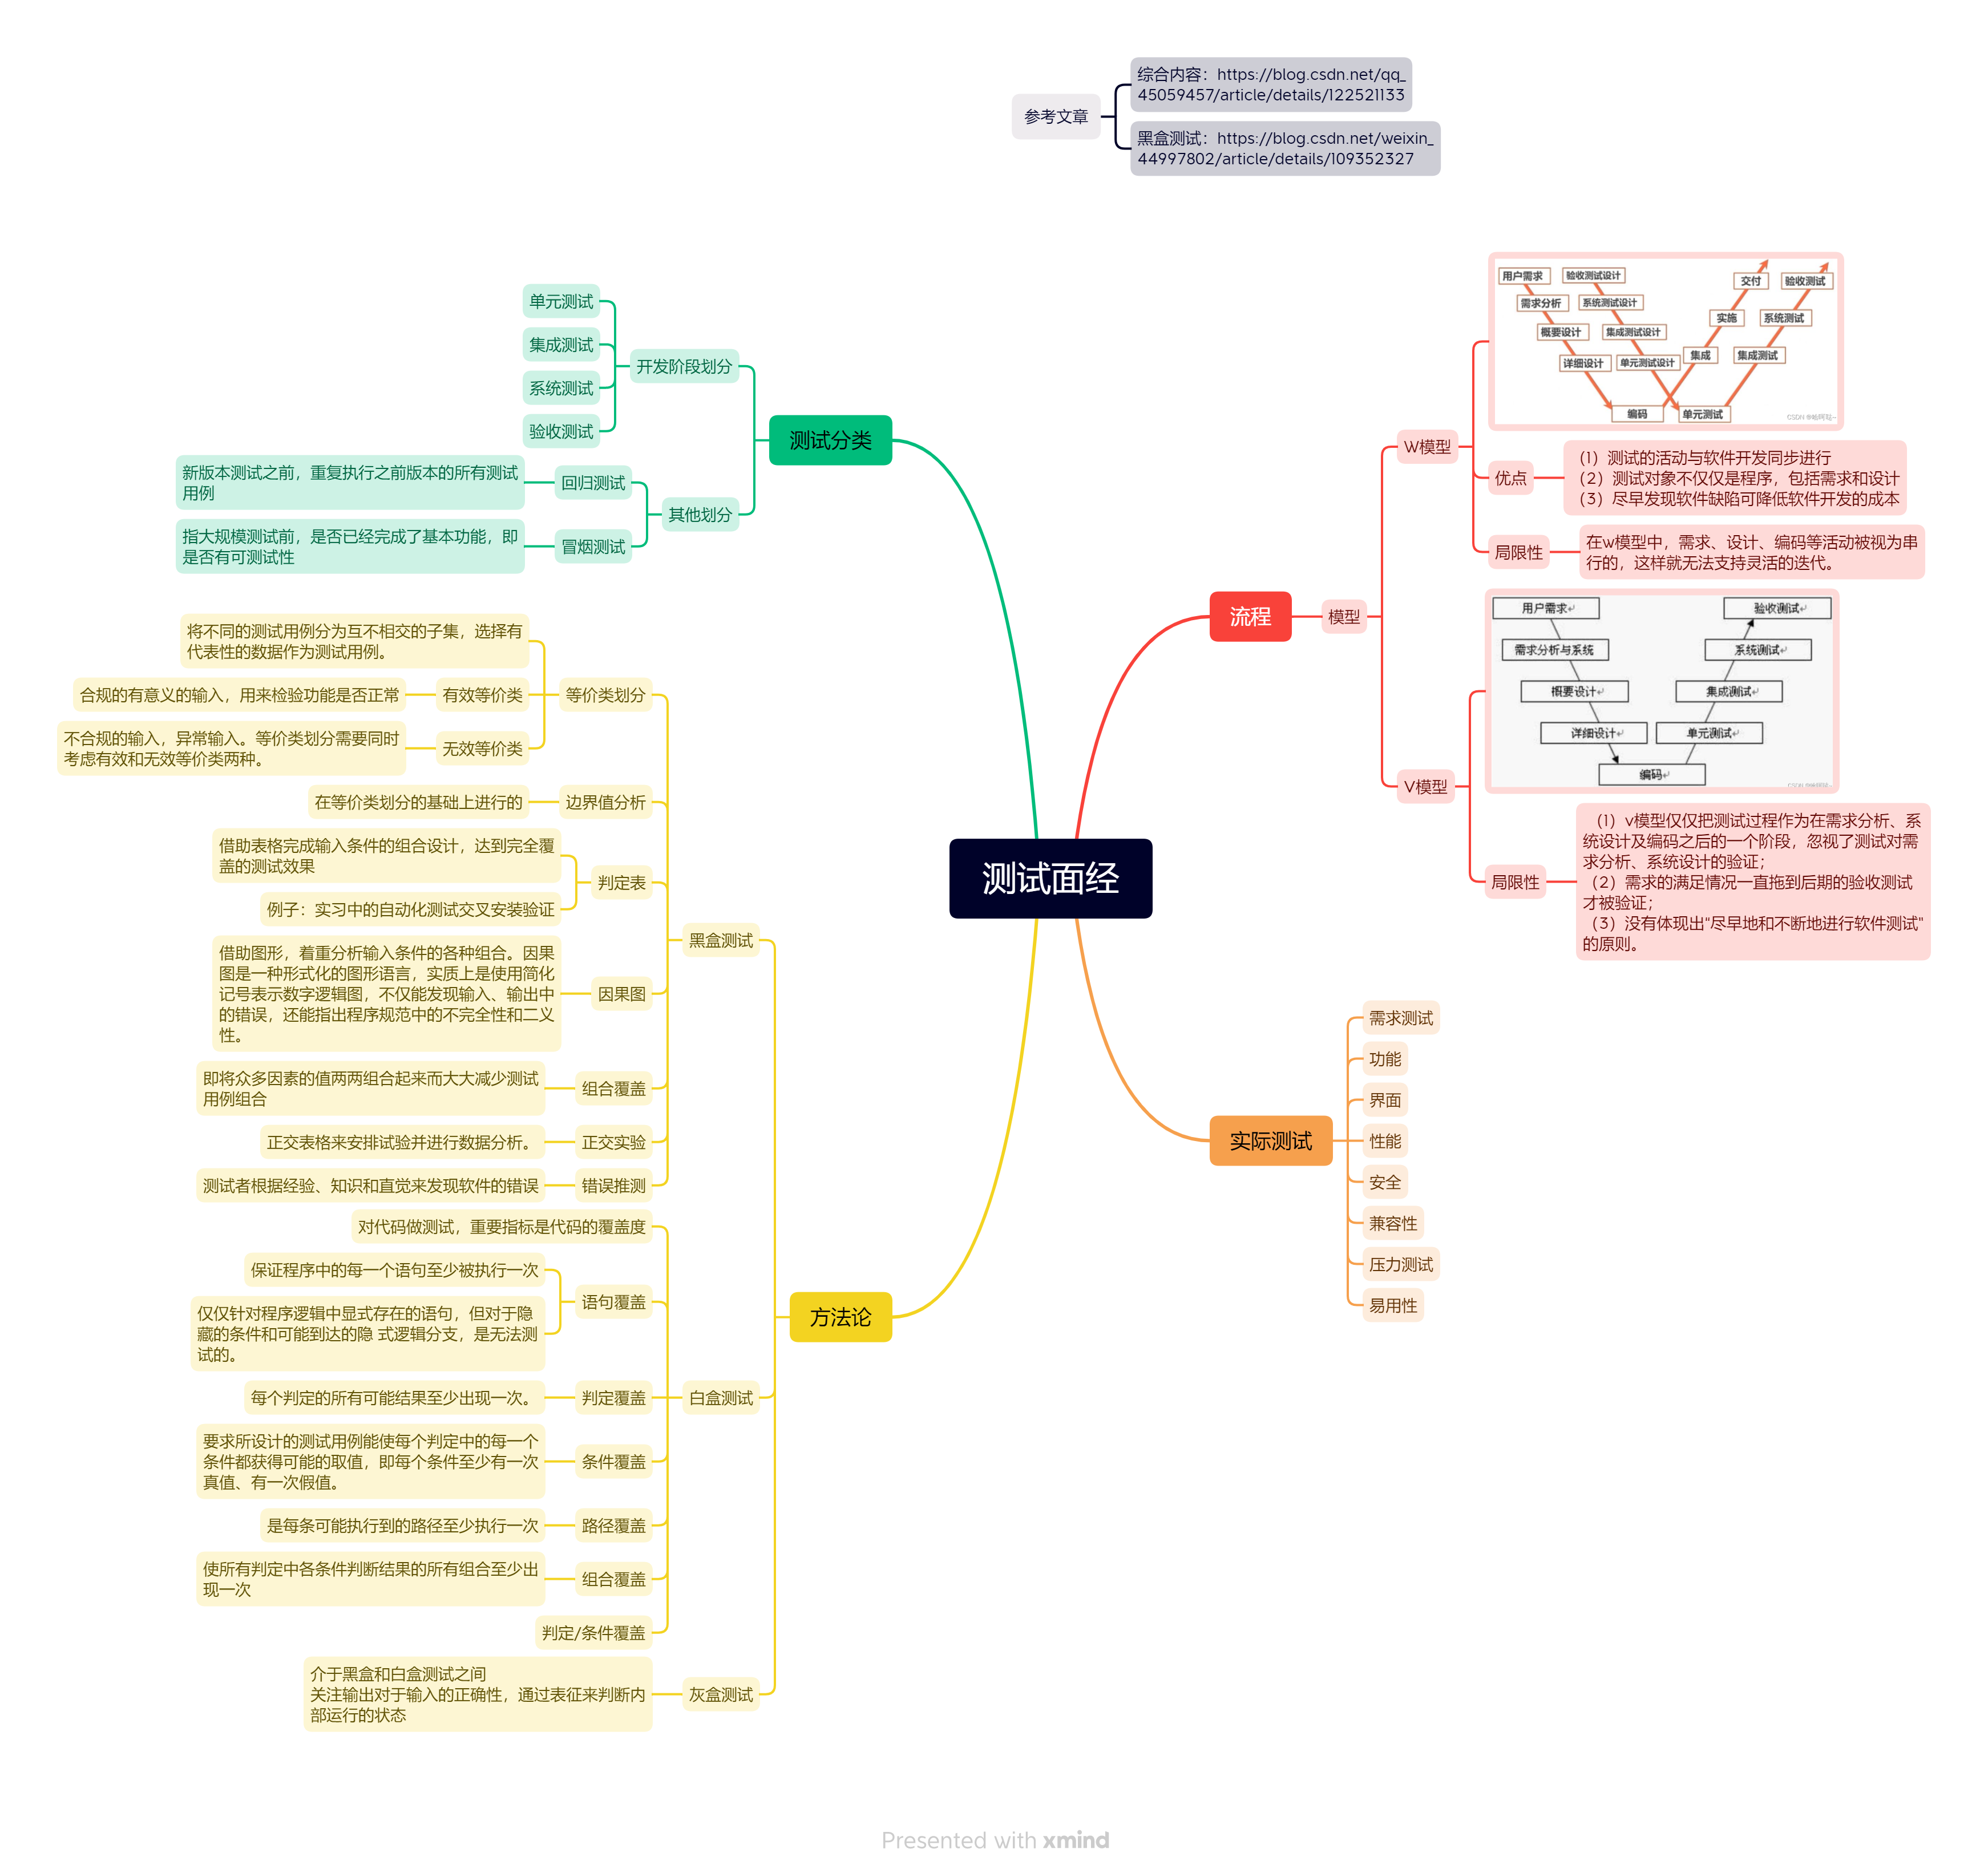 综合内容：https://blog.csdn.net/qq_
45059457/article/details/122521133
参考文章
黑盒测试：https://blog.csdn.net/weixin_
44997802/article/details/109352327
测试面经
流程
模型
W模型
用户需求
验收测试设计
交付
验收测试
需求分析
系统测试设计
实施
系统测试
概要设计
集成测试设计
集成
集成测试
详细设计
单元测试设计
编码
单元测试
优点
（1）测试的活动与软件开发同步进行
（2）测试对象不仅仅是程序，包括需求和设计
（3）尽早发现软件缺陷可降低软件开发的成本
局限性
在w模型中，需求、设计、编码等活动被视为串
行的，这样就无法支持灵活的迭代。
V模型
用户需求
验收测试
需求分析与系统
系统测试
概要设计
集成测试
详细设计
单元测试
编码
局限性
（1）v模型仅仅把测试过程作为在需求分析、系
统设计及编码之后的一个阶段，忽视了测试对需
求分析、系统设计的验证；
（2）需求的满足情况一直拖到后期的验收测试
才被验证；
（3）没有体现出"尽早地和不断地进行软件测试"
的原则。
实际测试
需求测试
功能
界面
性能
安全
兼容性
压力测试
易用性
测试分类
开发阶段划分
单元测试
集成测试
系统测试
验收测试
其他划分
回归测试
新版本测试之前，重复执行之前版本的所有测试
用例
冒烟测试
指大规模测试前，是否已经完成了基本功能，即
是否有可测试性
方法论
黑盒测试
等价类划分
将不同的测试用例分为互不相交的子集，选择有
代表性的数据作为测试用例。
有效等价类
合规的有意义的输入，用来检验功能是否正常
无效等价类
不合规的输入，异常输入。等价类划分需要同时
考虑有效和无效等价类两种。
边界值分析
在等价类划分的基础上进行的
判定表
借助表格完成输入条件的组合设计，达到完全覆
盖的测试效果
例子：实习中的自动化测试交叉安装验证
因果图
借助图形，着重分析输入条件的各种组合。因果
图是一种形式化的图形语言，实质上是使用简化
记号表示数字逻辑图，不仅能发现输入、输出中
的错误，还能指出程序规范中的不完全性和二义
性。
组合覆盖
即将众多因素的值两两组合起来而大大减少测试
用例组合
正交实验
正交表格来安排试验并进行数据分析。
错误推测
测试者根据经验、知识和直觉来发现软件的错误
白盒测试
对代码做测试，重要指标是代码的覆盖度
语句覆盖
保证程序中的每一个语句至少被执行一次
仅仅针对程序逻辑中显式存在的语句，但对于隐
藏的条件和可能到达的隐 式逻辑分支，是无法测
试的。
判定覆盖
每个判定的所有可能结果至少出现一次。
条件覆盖
要求所设计的测试用例能使每个判定中的每一个
条件都获得可能的取值，即每个条件至少有一次
真值、有一次假值。
路径覆盖
是每条可能执行到的路径至少执行一次
组合覆盖
使所有判定中各条件判断结果的所有组合至少出
现一次
判定/条件覆盖
灰盒测试
介于黑盒和白盒测试之间
关注输出对于输入的正确性，通过表征来判断内
部运行的状态
Presented with xmind